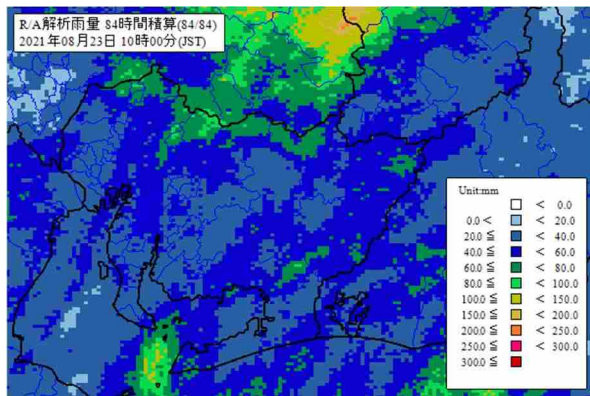 R/A解析雨量 84時間積算(84/84)
2021年08月23日 10時00分(JST)
Unit:mm
< 0.0
0.0 < < 20.0
20.0 ≦ < 40.0
40.0 ≦ < 60.0
60.0 ≦ < 80.0
80.0 ≦ < 100.0
100.0 ≦ < 150.0
150.0 ≦ < 200.0
200.0 ≦ < 250.0
250.0 ≦ < 300.0
300.0 ≦